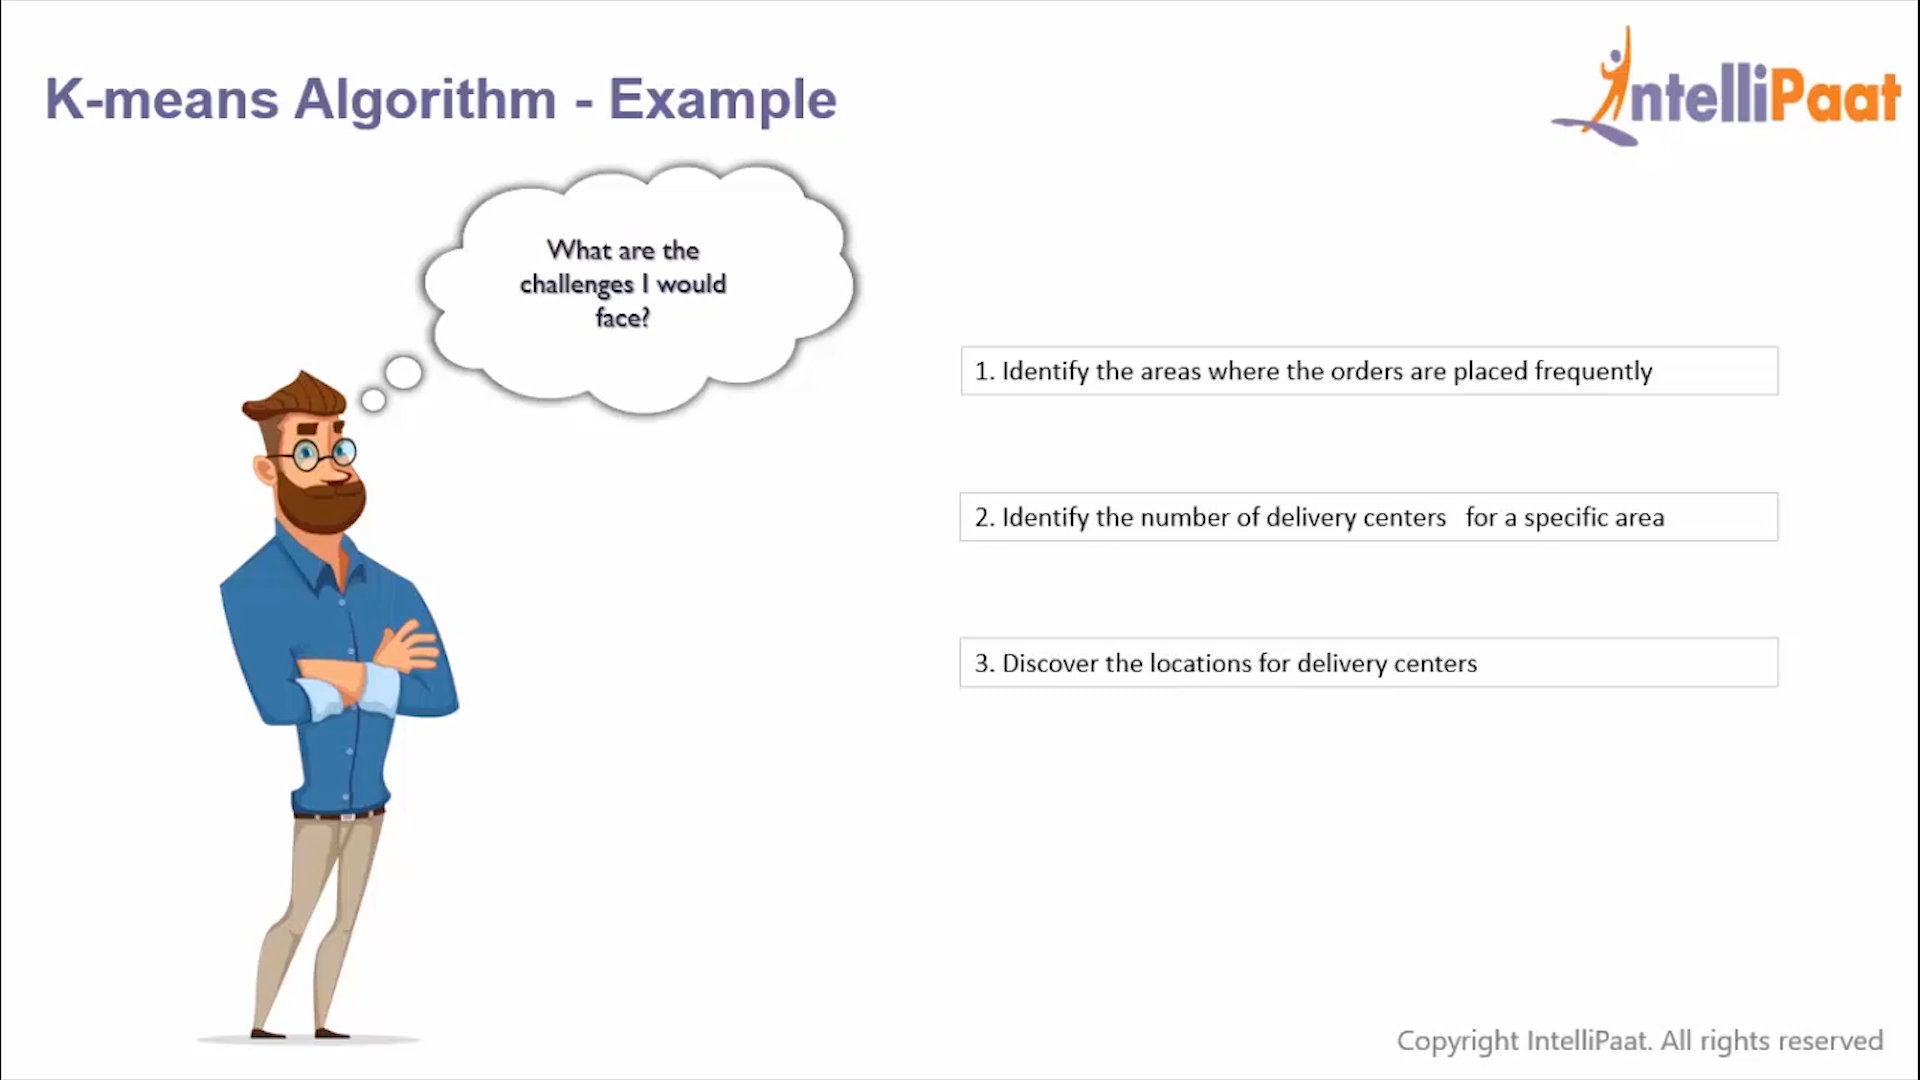 K-means Algorithm - Example
IntelliPaat
What are the
challenges I would
face?
1. Identify the areas where the orders are placed frequently
2. Identify the number of delivery centers for a specific area
3. Discover the locations for delivery centers
Copyright IntelliPaat. All rights reserved